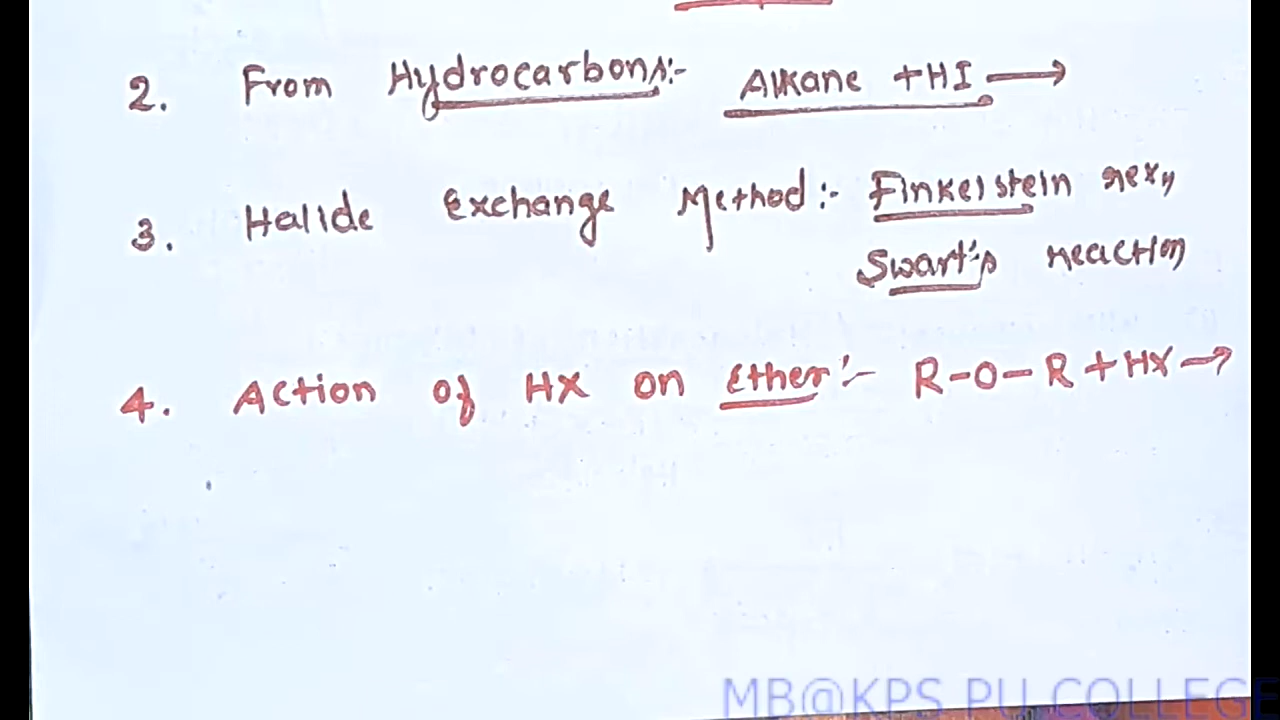 2. From Hydrocarbons:- Alkane + HI ⟶
3. Halide Exchange Method:- Finkelstein rexn
Swart's reaction
4. Action of HX on Ether:- R-O-R + HX →
MB@KPS PU COLLEGE